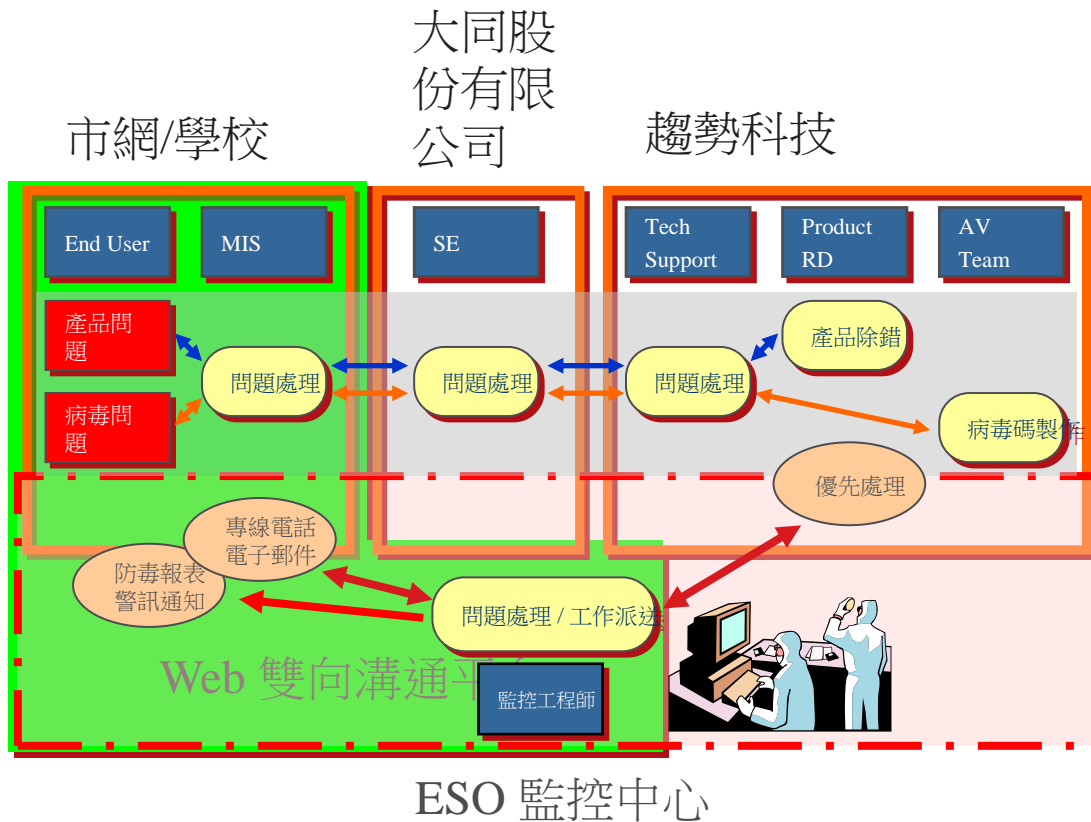 大同股
份有限
公司
市網/學校
趨勢科技
End User
MIS
SE
Tech
Support
Product
RD
AV
Team
產品問
題
問題處理
問題處理
問題處理
產品除錯
病毒問
題
病毒碼製作
優先處理
專線電話
電子郵件
防毒報表
警訊通知
問題處理 / 工作派送
Web 雙向溝通平台
監控工程師
ESO 監控中心